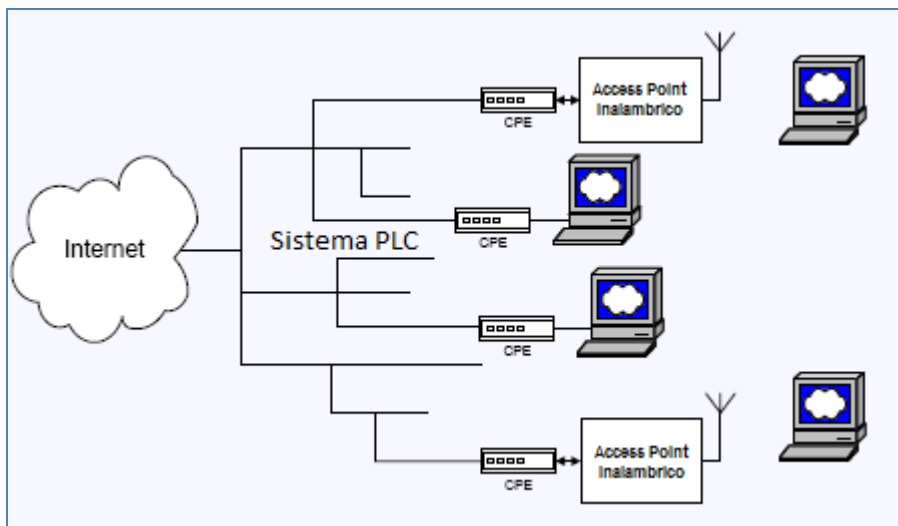 Access Point
Inalambrico
CPE
Internet
Sistema PLC
CPE
CPE
Access Point
Inalambrico
CPE